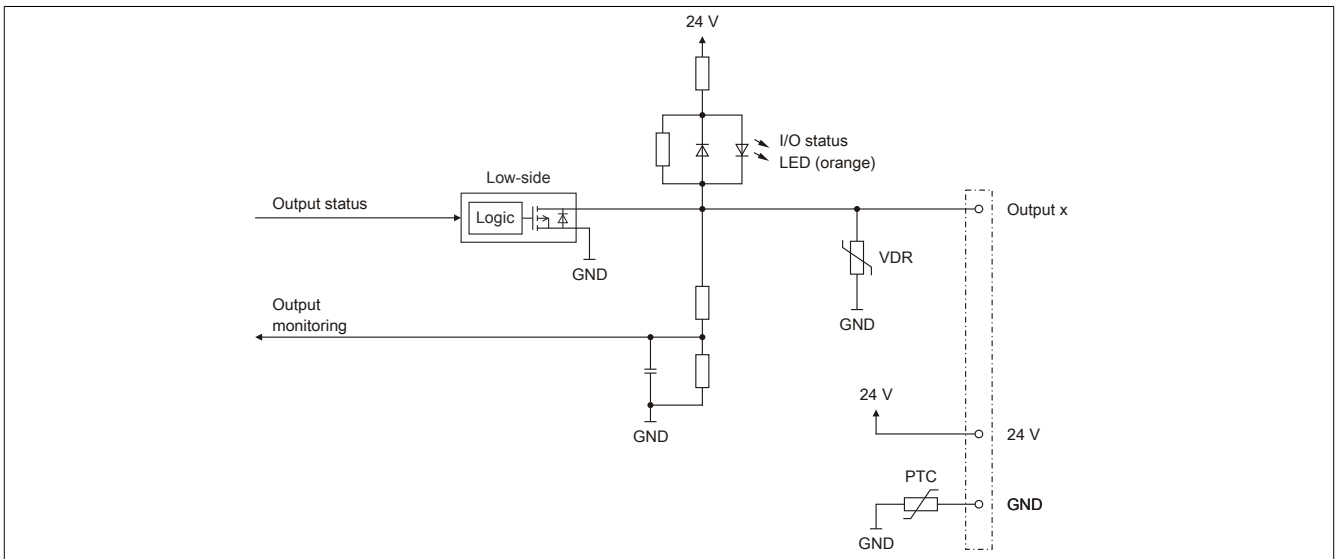 24 V
I/O status
LED (orange)
Low-side
Output status
Logic
Output x
GND
VDR
Output
monitoring
GND
24 V
GND
24 V
PTC
GND
GND